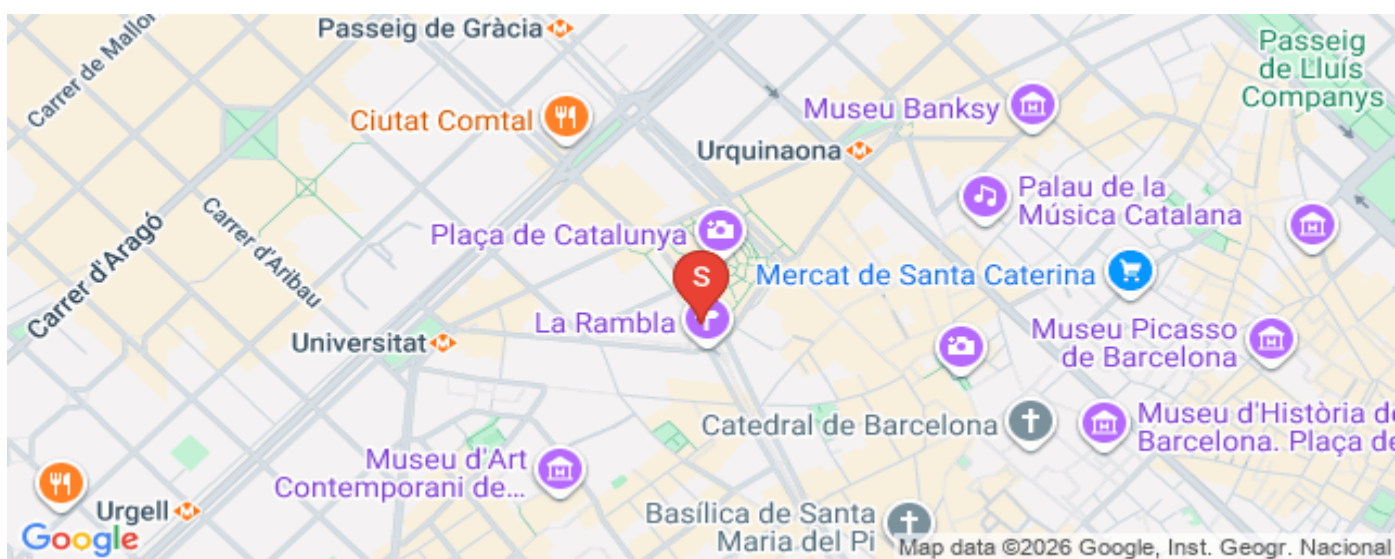 Passeig de Gràcia
Carrer de Mallor
Passeig
de Lluís
Companys
Ciutat Comtal
Museu Banksy
Urquinaona
Palau de la
Música Catalana
Carrer d'Aragó
Carrer d'Aribau
Plaça de Catalunya
S
Mercat de Santa Caterina
La Rambla
Universitat
Museu Picasso
de Barcelona
Catedral de Barcelona
Museu d'Història de
Barcelona. Plaça de
Museu d'Art
Contemporani de...
Urgell
Basílica de Santa
Maria del Pi
Google
Map data ©2026 Google, Inst. Geogr. Nacional